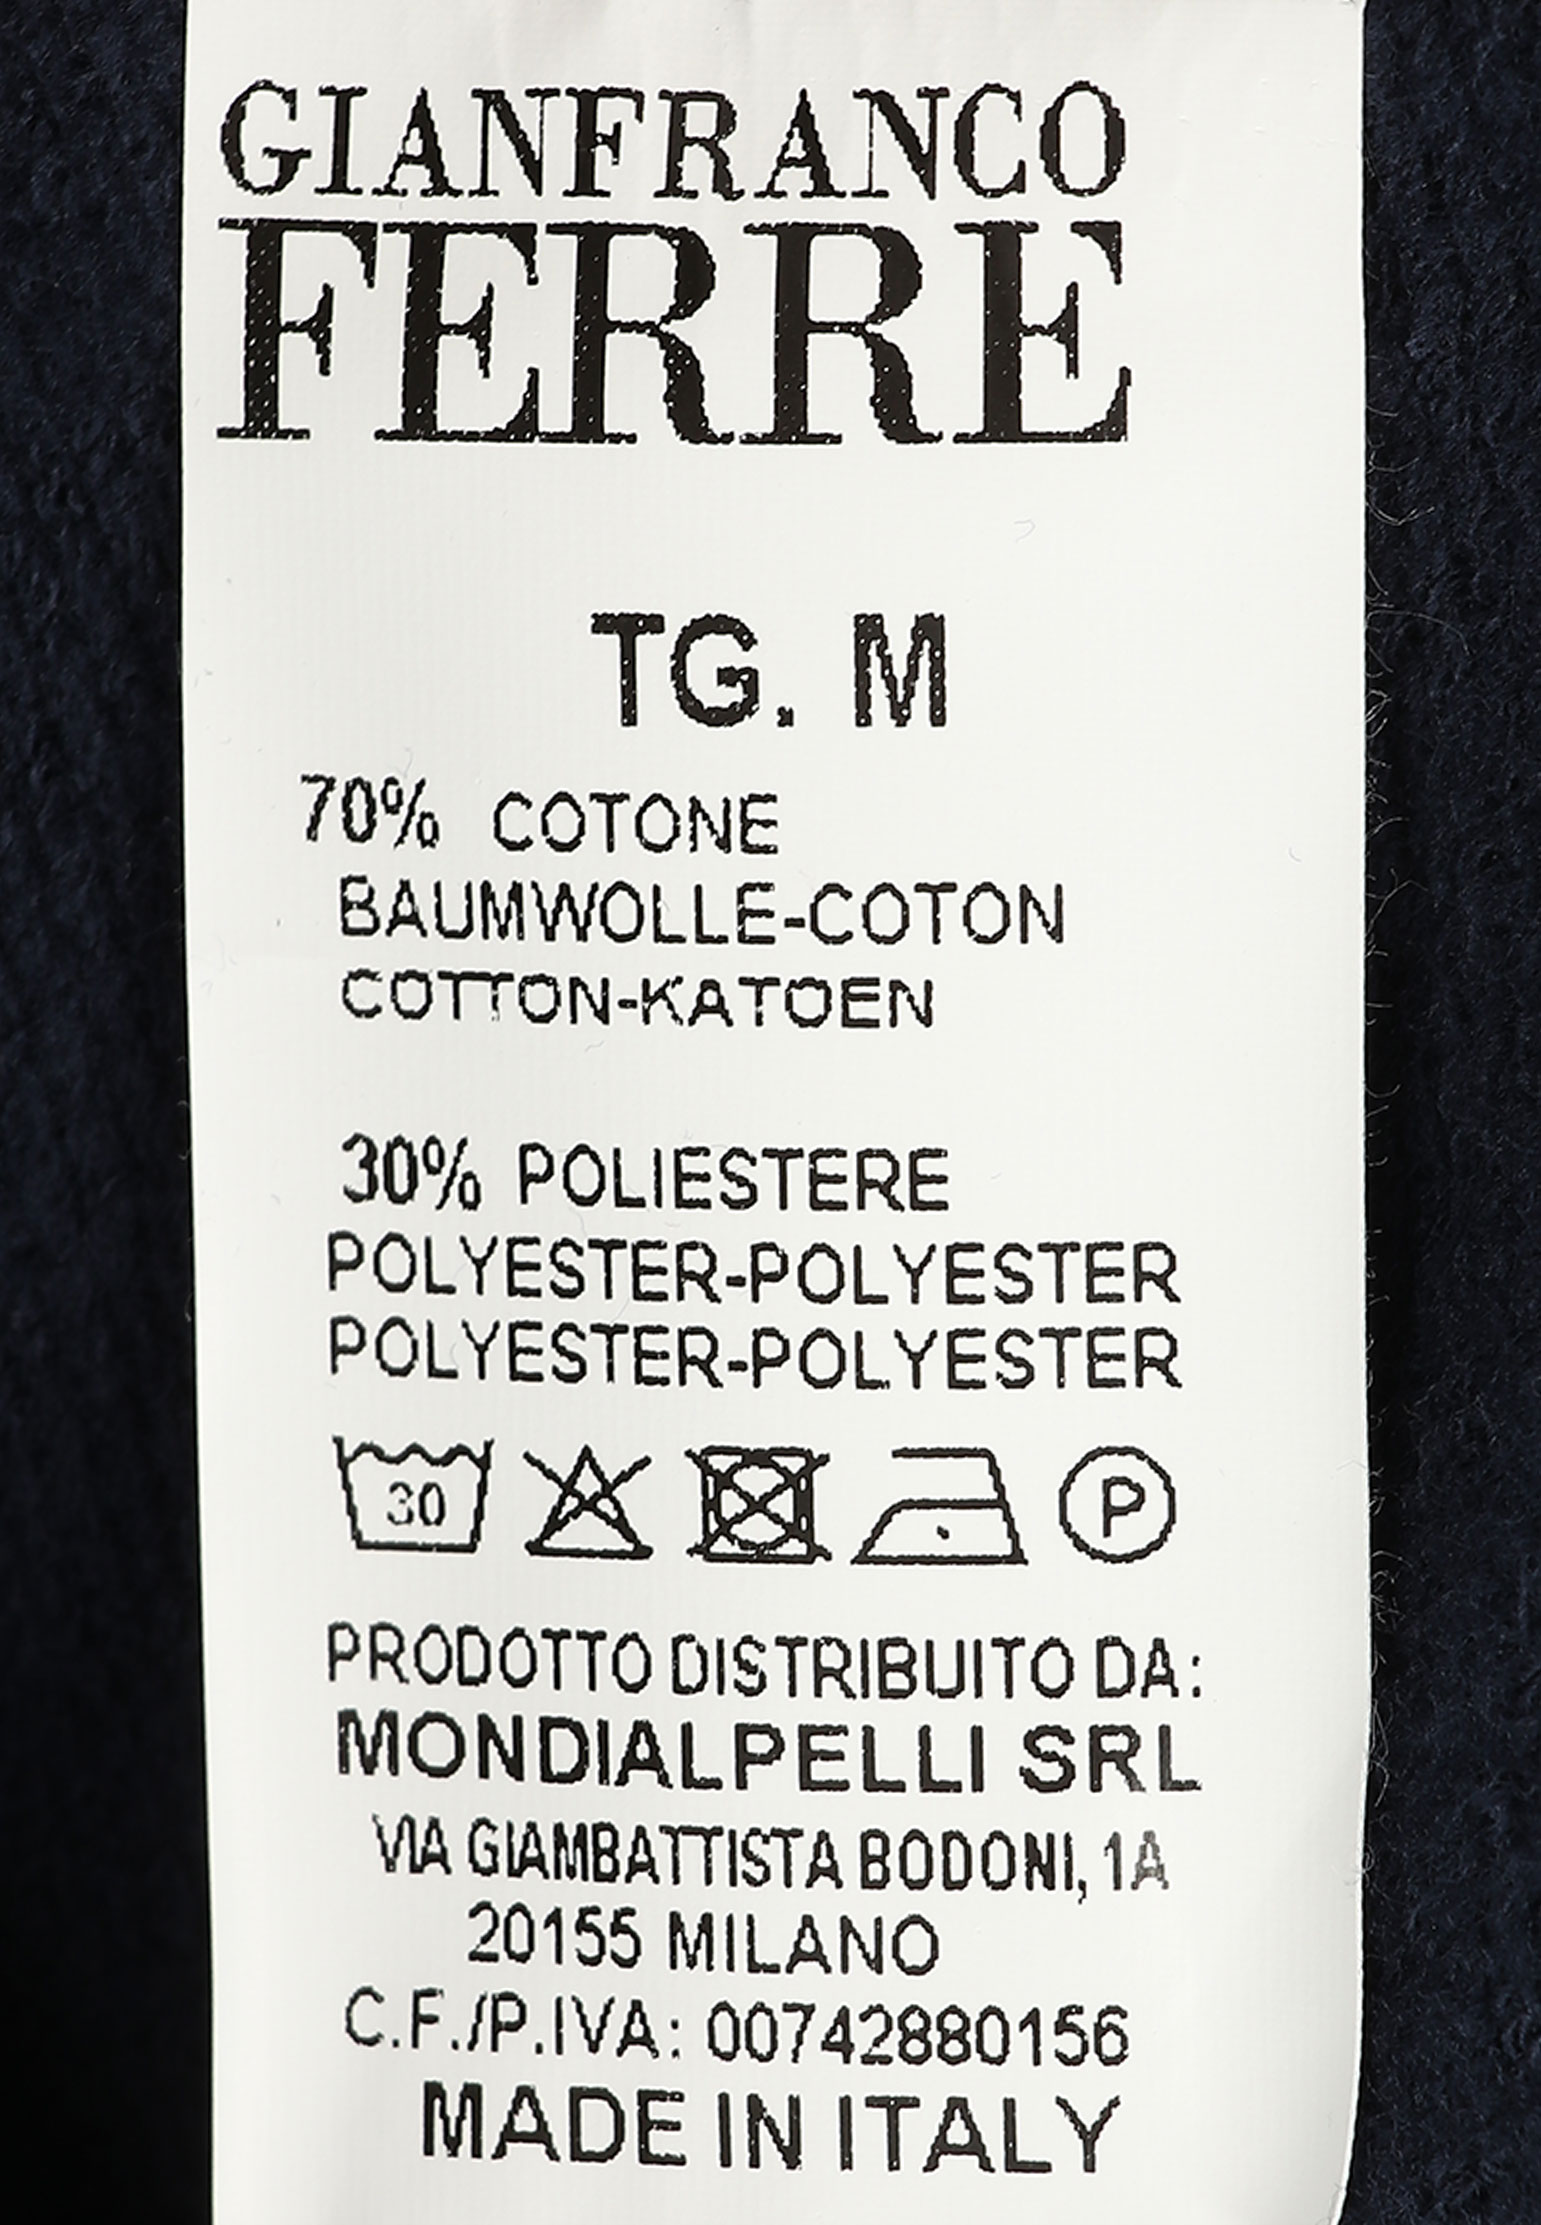 GIANFRANCO
FERRE
TG. M
70% COTONE
BAUMWOLLE-COTON
COTTON-KATOEN
30% POLIESTERE
POLYESTER-POLYESTER
POLYESTER-POLYESTER
30 P
PRODOTTO DISTRIBUITO DA:
MONDIALPELLI SRL
VIA GIAMBATTISTA BODONI, 1A
20155 MILANO
C.F./P.IVA: 00742880156
MADE IN ITALY